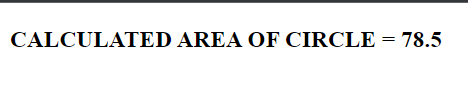 CALCULATED AREA OF CIRCLE = 78.5